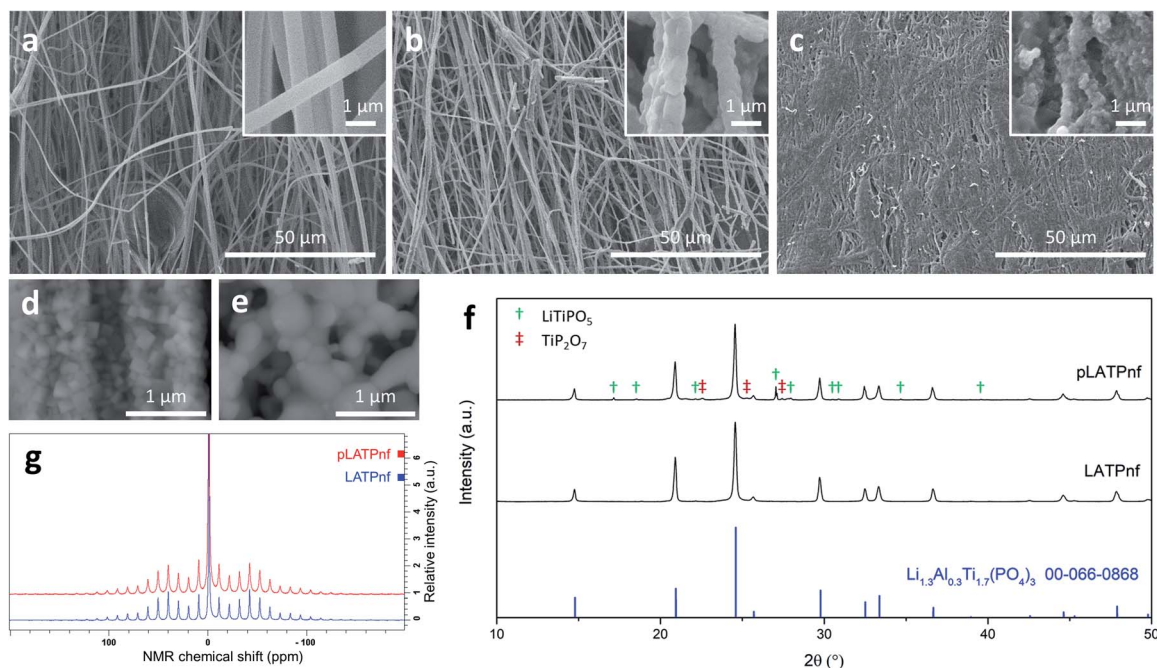 a
1 µm
50 µm
b
1 µm
50 µm
c
1 µm
50 µm
d
1 µm
e
1 µm
f
† LiTiPO₅
‡ TiP₂O₇
pLATPnf
LATPnf
Li₁.₃Al₀.₃Ti₁.₇(PO₄)₃ 00-066-0868
Intensity (a.u.)
10 20 30 40 50
2θ (°)
g
pLATPnf
LATPnf
6
5
4
3
2
1
0
Relative intensity (a.u.)
100 0 - 100
NMR chemical shift (ppm)